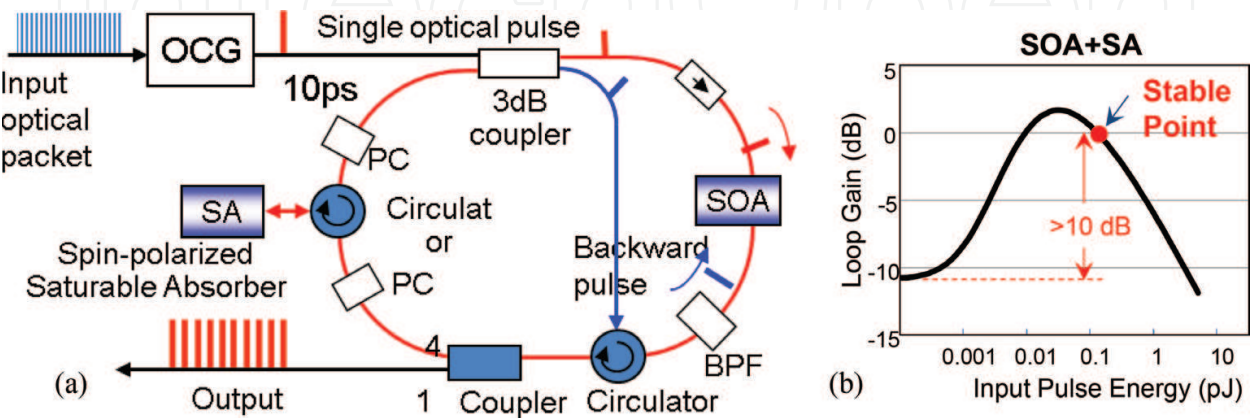 OCG
Single optical pulse
Input
optical
packet
10ps
3dB
coupler
PC
SA
Circulat
or
SOA
Spin-polarized
Saturable Absorber
PC
Backward
pulse
BPF
4
1
Coupler
Circulator
Output
(a)
SOA+SA
Stable
Point
>10 dB
Loop Gain (dB)
5
0
-5
-10
-15
0.001 0.01 0.1 1 10
Input Pulse Energy (pJ)
(b)